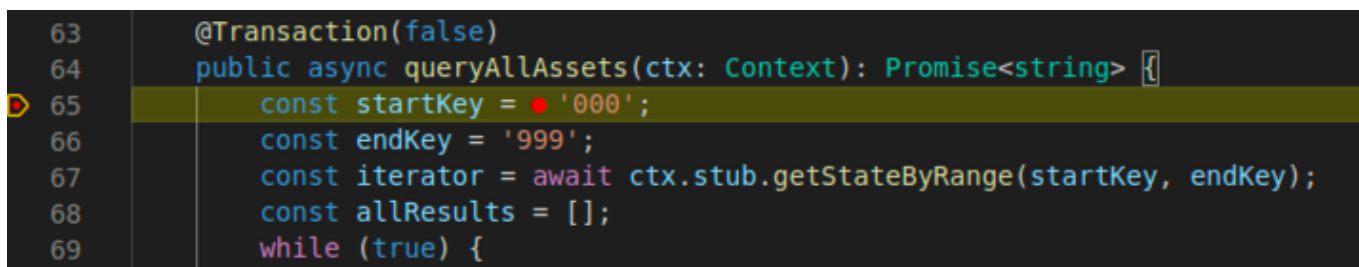 63 @Transaction(false)
64 public async queryAllAssets(ctx: Context): Promise<string> {
65 const startKey = '000';
66 const endKey = '999';
67 const iterator = await ctx.stub.getStateByRange(startKey, endKey);
68 const allResults = [];
69 while (true) {